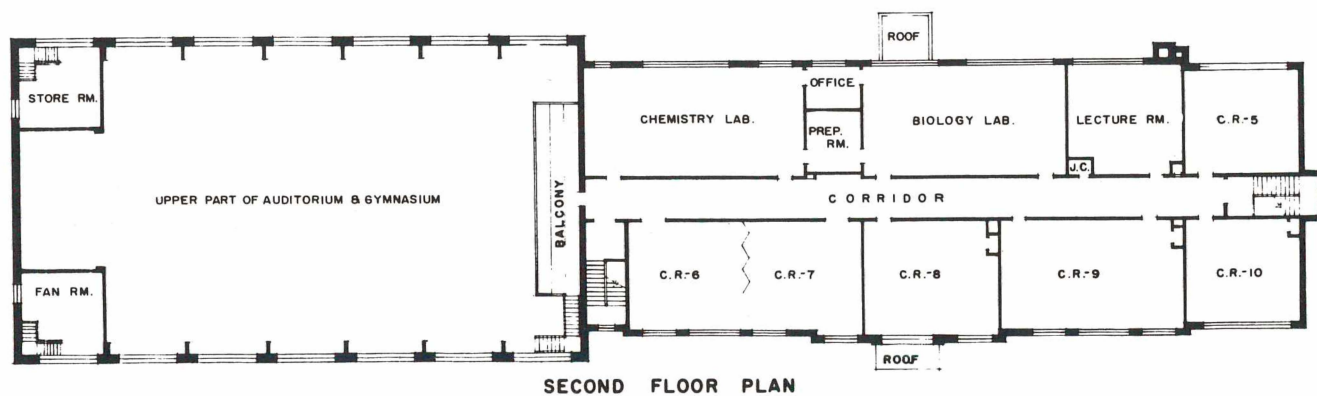 ROOF
STORE RM.
CHEMISTRY LAB.
OFFICE
PREP.
RM.
BIOLOGY LAB.
LECTURE RM.
C.R.-5
J.C.
UPPER PART OF AUDITORIUM & GYMNASIUM
BALCONY
CORRIDOR
FAN RM.
C.R.-6
C.R.-7
C.R.-8
C.R.-9
C.R.-10
ROOF
SECOND FLOOR PLAN